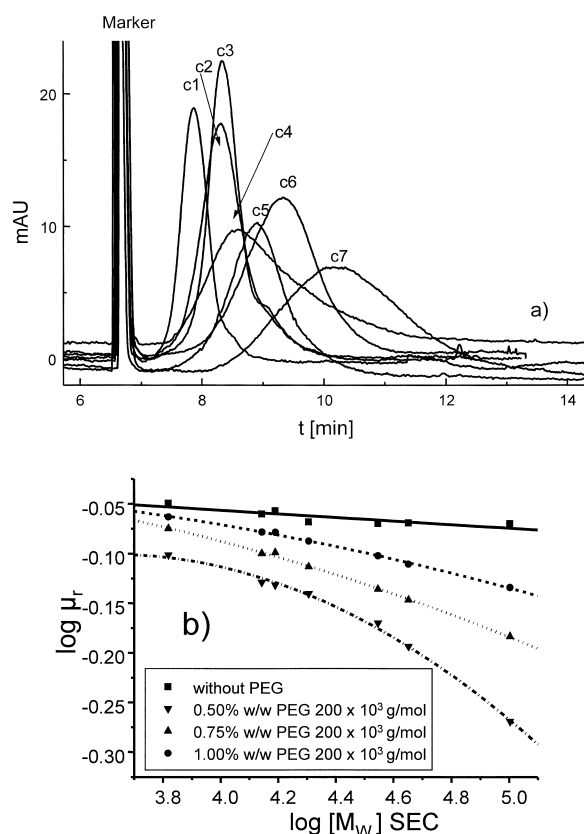 Marker
c3
c2
c1
c4
c6
c5
c7
a)
20
10
0
mAU
6 8 10 12 14
t [min]
-0.05
-0.10
-0.15
-0.20
-0.25
-0.30
log μr
b)
without PEG
0.50% w/w PEG 200 x 10³ g/mol
0.75% w/w PEG 200 x 10³ g/mol
1.00% w/w PEG 200 x 10³ g/mol
3.8 4.0 4.2 4.4 4.6 4.8 5.0
log [Mw] SEC